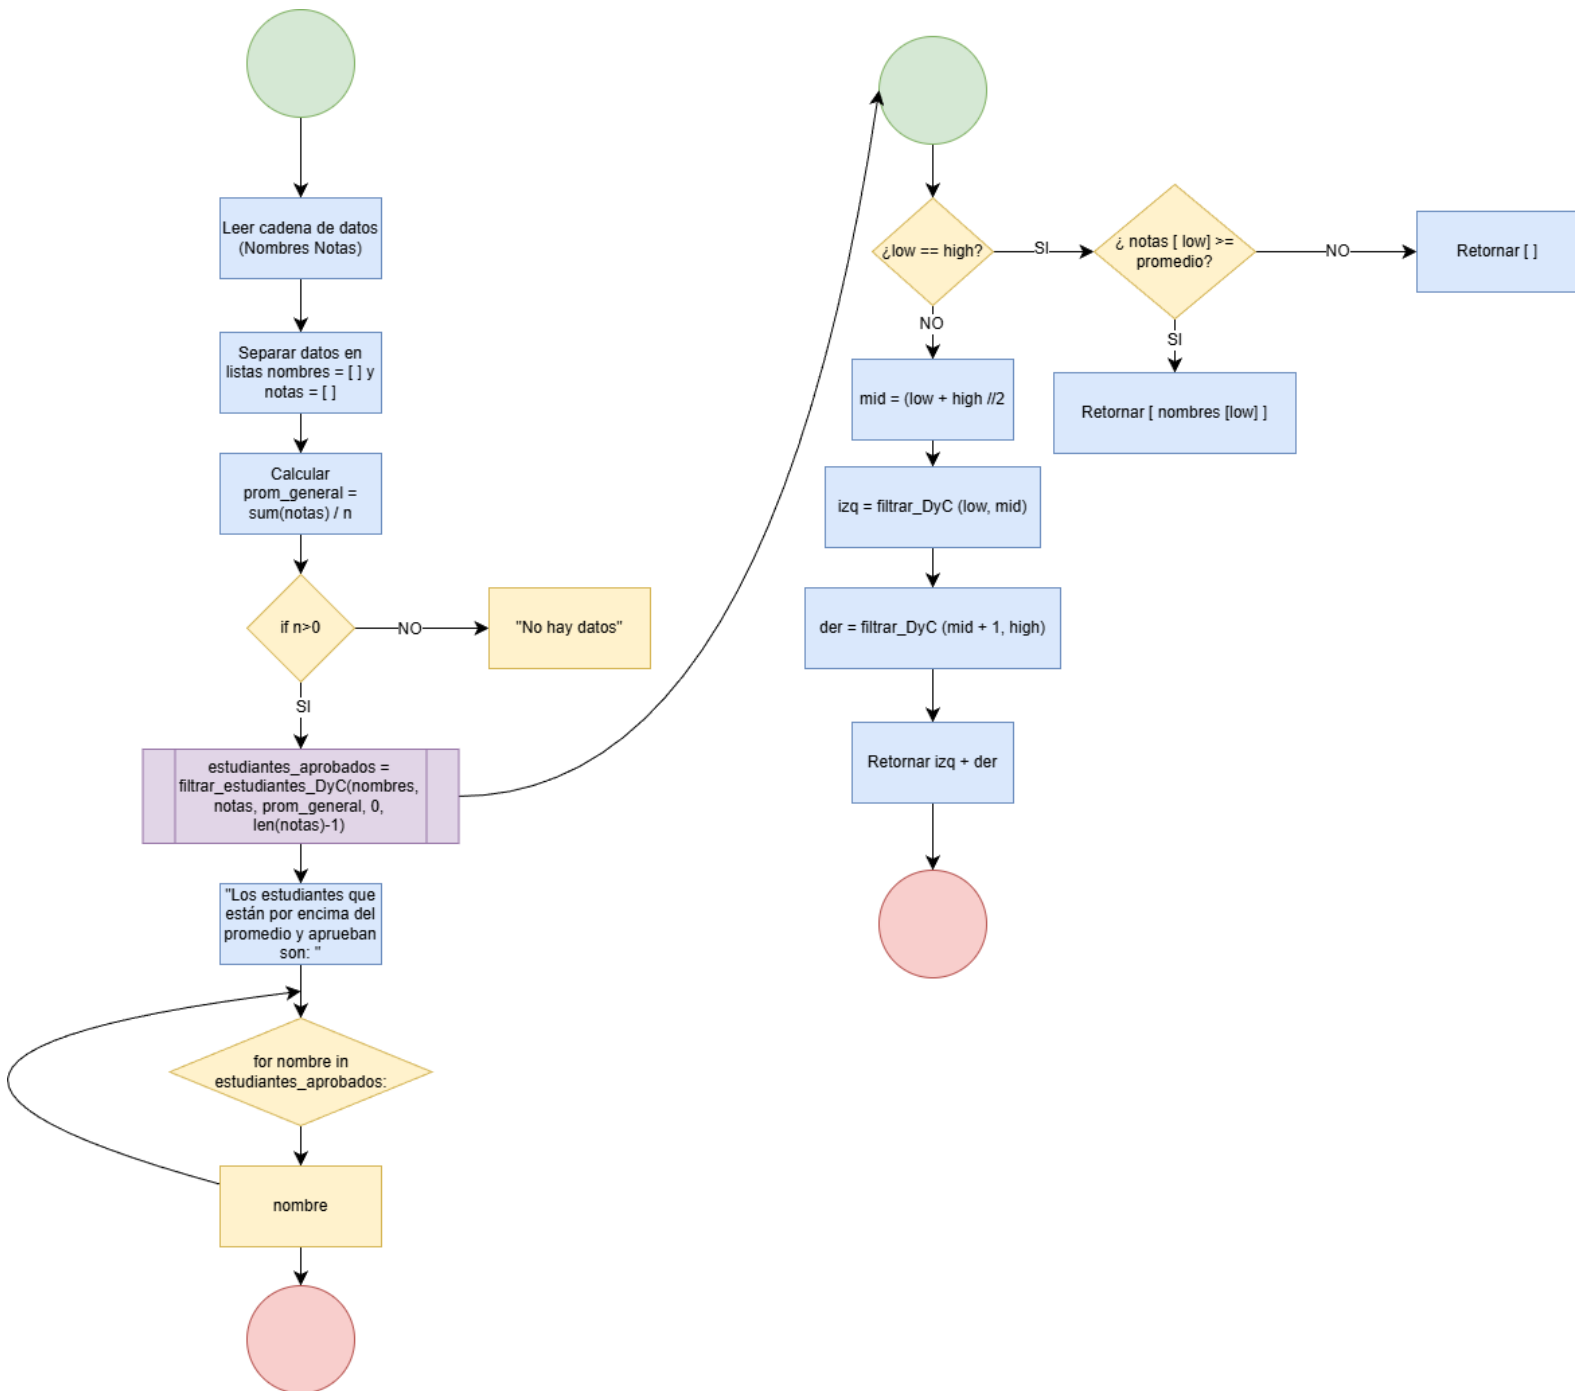 Leer cadena de datos
(Nombres Notas)
Separar datos en
listas nombres = [ ] y
notas = [ ]
Calcular
prom_general =
sum(notas) / n
if n>0
NO
"No hay datos"
SI
estudiantes_aprobados =
filtrar_estudiantes_DyC(nombres,
notas, prom_general, 0,
len(notas)-1)
"Los estudiantes que
están por encima del
promedio y aprueban
son: "
for nombre in
estudiantes_aprobados:
nombre
¿low == high?
SI
¿ notas [ low] >=
promedio?
NO
Retornar [ ]
SI
Retornar [ nombres [low] ]
NO
mid = (low + high //2
izq = filtrar_DyC (low, mid)
der = filtrar_DyC (mid + 1, high)
Retornar izq + der